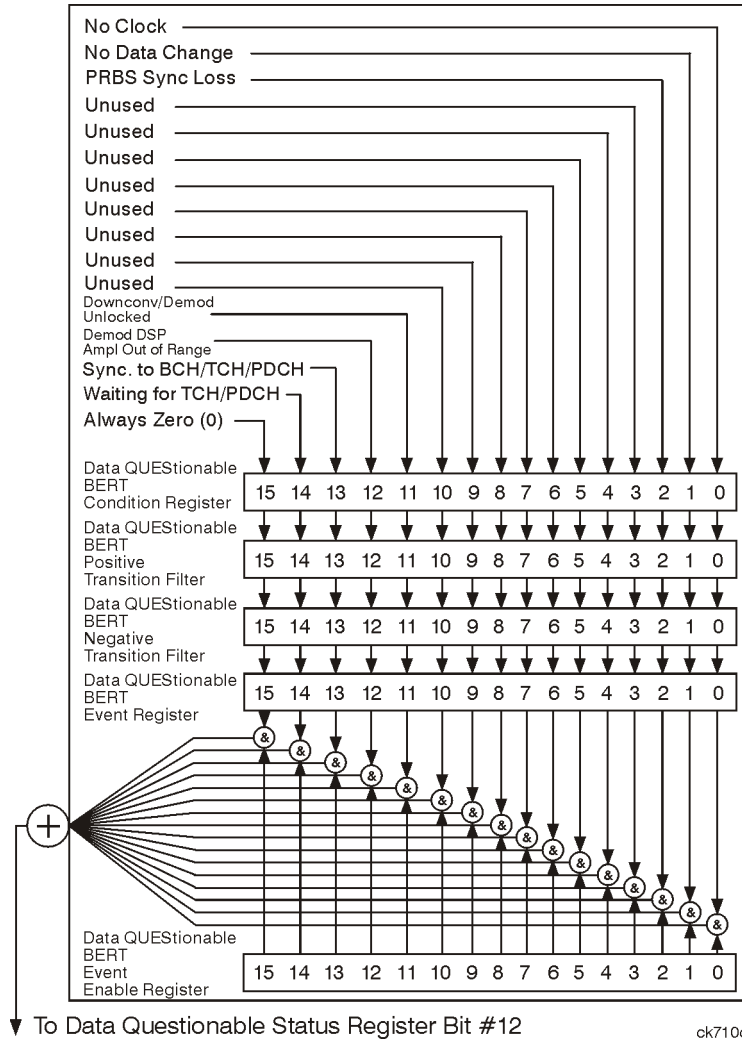 No Clock
No Data Change
PRBS Sync Loss
Unused
Unused
Unused
Unused
Unused
Unused
Unused
Unused
Downconv/Demod
Unlocked
Demod DSP
Ampl Out of Range
Sync. to BCH/TCH/PDCH
Waiting for TCH/PDCH
Always Zero (0)
Data QUEStionable
BERT
Condition Register
15 14 13 12 11 10 9 8 7 6 5 4 3 2 1 0
Data QUEStionable
BERT
Positive
Transition Filter
15 14 13 12 11 10 9 8 7 6 5 4 3 2 1 0
Data QUEStionable
BERT
Negative
Transition Filter
15 14 13 12 11 10 9 8 7 6 5 4 3 2 1 0
Data QUEStionable
BERT
Event Register
15 14 13 12 11 10 9 8 7 6 5 4 3 2 1 0
& & & & & & & & & & & & & & & &
+
Data QUEStionable
BERT
Event
Enable Register
15 14 13 12 11 10 9 8 7 6 5 4 3 2 1 0
To Data Questionable Status Register Bit #12